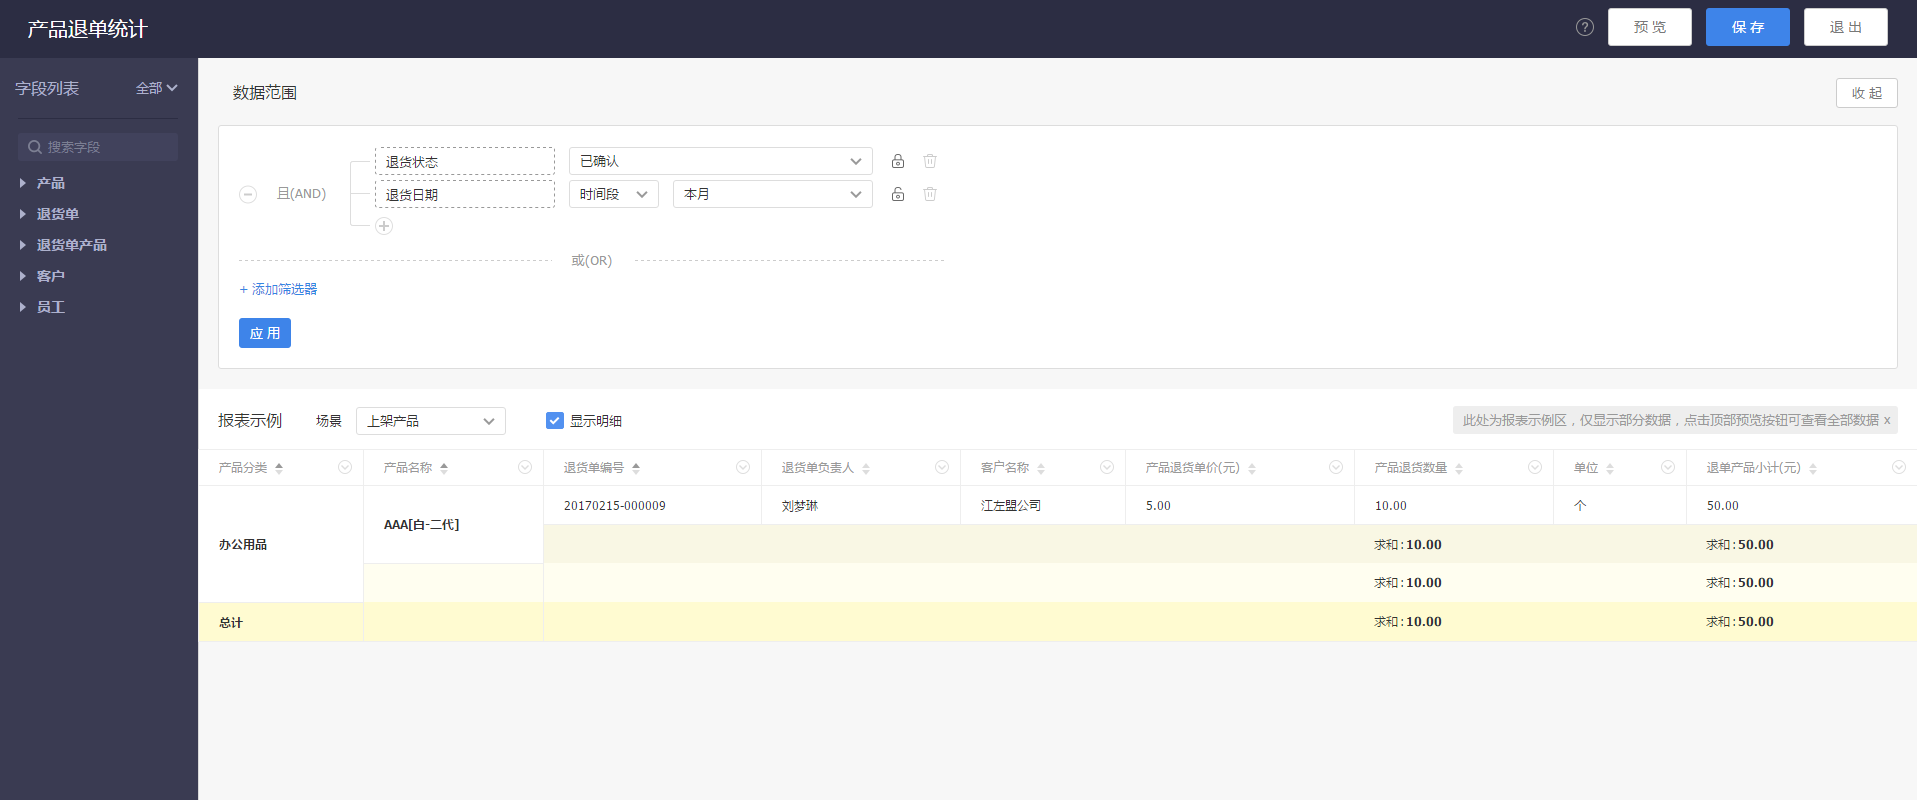 产品退单统计
? 预 览 保 存 退 出
字段列表 全部
搜索字段
产品
退货单
退货单产品
客户
员工
数据范围 收 起
且(AND)
退货状态 已确认
退货日期 时间段 本月
或(OR)
+ 添加筛选器
应 用
报表示例 场景 上架产品 显示明细 此处为报表示例区，仅显示部分数据，点击顶部预览按钮可查看全部数据 x
产品分类 产品名称 退货单编号 退货单负责人 客户名称 产品退货单价(元) 产品退货数量 单位 退单产品小计(元)
办公用品 AAA[白-二代] 20170215-000009 刘梦琳 江左盟公司 5.00 10.00 个 50.00
求和:10.00 求和:50.00
求和:10.00 求和:50.00
总计 求和:10.00 求和:50.00